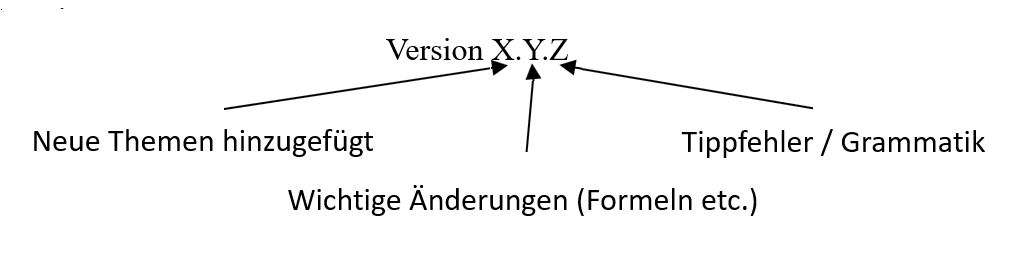 Version X.Y.Z
Neue Themen hinzugefügt
Tippfehler / Grammatik
Wichtige Änderungen (Formeln etc.)